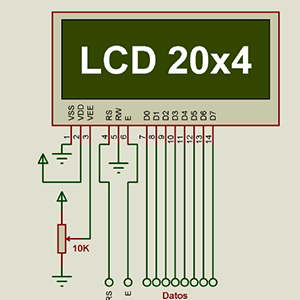 LCD 20x4
VSS VDD VEE RS RW E D0 D1 D2 D3 D4 D5 D6 D7
1 2 3 4 5 6 7 8 9 10 11 12 13 14
10K
RS E
Datos